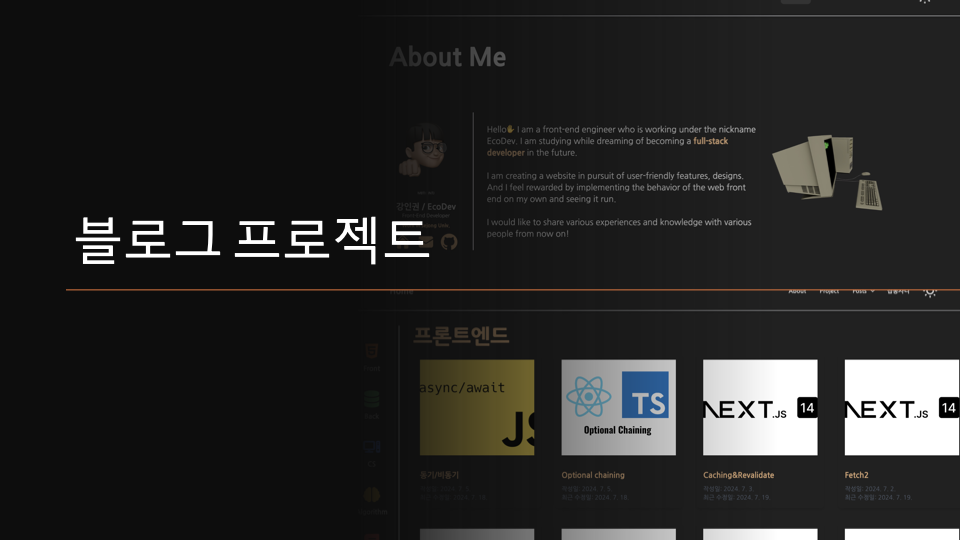 About Me
Hello✋ I am a front-end engineer who is working under the nickname
EcoDev. I am studying while dreaming of becoming a full-stack
developer in the future.
I am creating a website in pursuit of user-friendly features, designs.
And I feel rewarded by implementing the behavior of the web front
end on my own and seeing it run.
I would like to share various experiences and knowledge with various
people from now on!
장인권 / EcoDev
블로그 프로젝트
About Project Posts
프론트엔드
async/await
JS
TS
Optional Chaining
NEXT.JS 14
NEXT.JS 14
동기/비동기
Optional chaining
Caching&Revalidate
Fetch2
작성일: 2024. 7. 5.
최근 수정일: 2024. 7. 18.
작성일: 2024. 7. 3.
최근 수정일: 2024. 7. 19.
작성일: 2024. 7. 2.
최근 수정일: 2024. 7. 19.